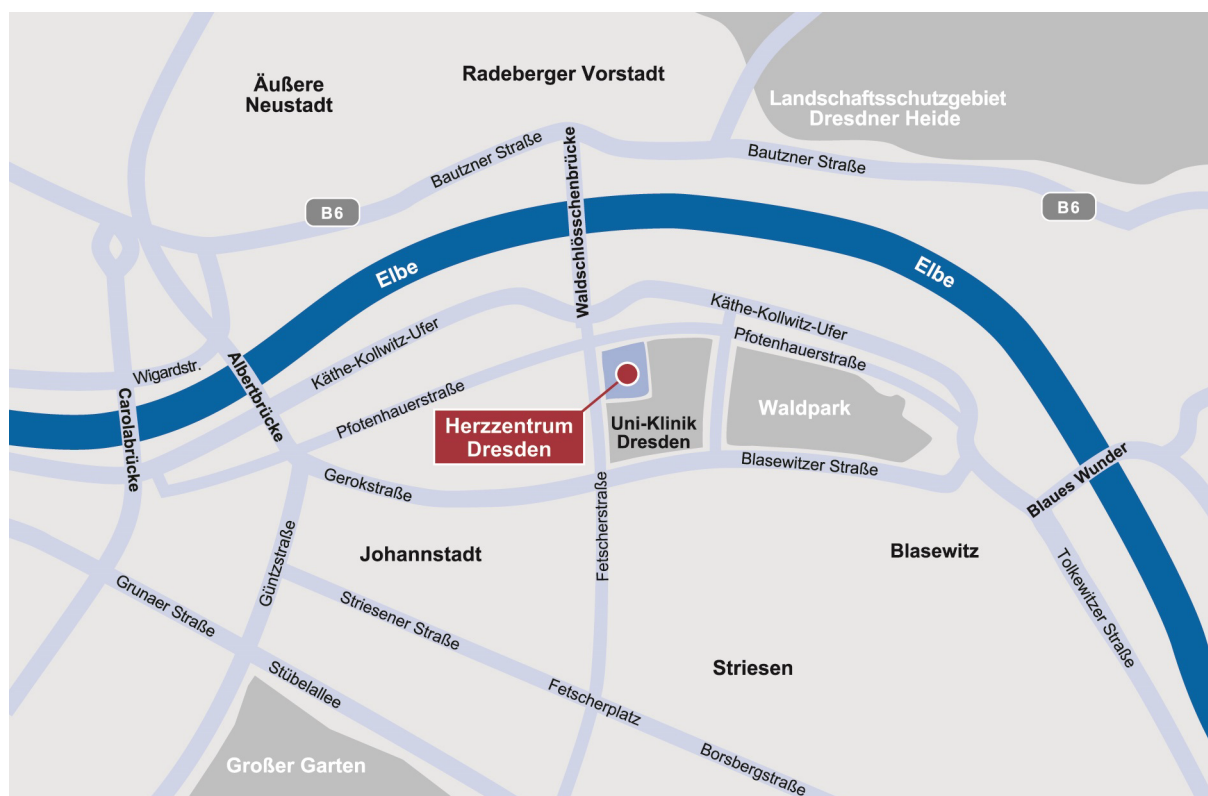 Radeberger Vorstadt
Äußere
Neustadt
Landschaftsschutzgebiet
Dresdner Heide
Bautzner Straße
Waldschlösschenbrücke
Bautzner Straße
B6
B6
Elbe
Elbe
Käthe-Kollwitz-Ufer
Käthe-Kollwitz-Ufer
Pfotenhauerstraße
Wigardstr.
Albertbrücke
Carolabrücke
Pfotenhauerstraße
Herzzentrum
Dresden
Uni-Klinik
Dresden
Waldpark
Blasewitzer Straße
Gerokstraße
Blaues Wunder
Fetscherstraße
Johannstadt
Blasewitz
Güntzstraße
Grunaer Straße
Striesener Straße
Tolkewitzer Straße
Stübelallee
Striesen
Fetscherplatz
Borsbergstraße
Großer Garten